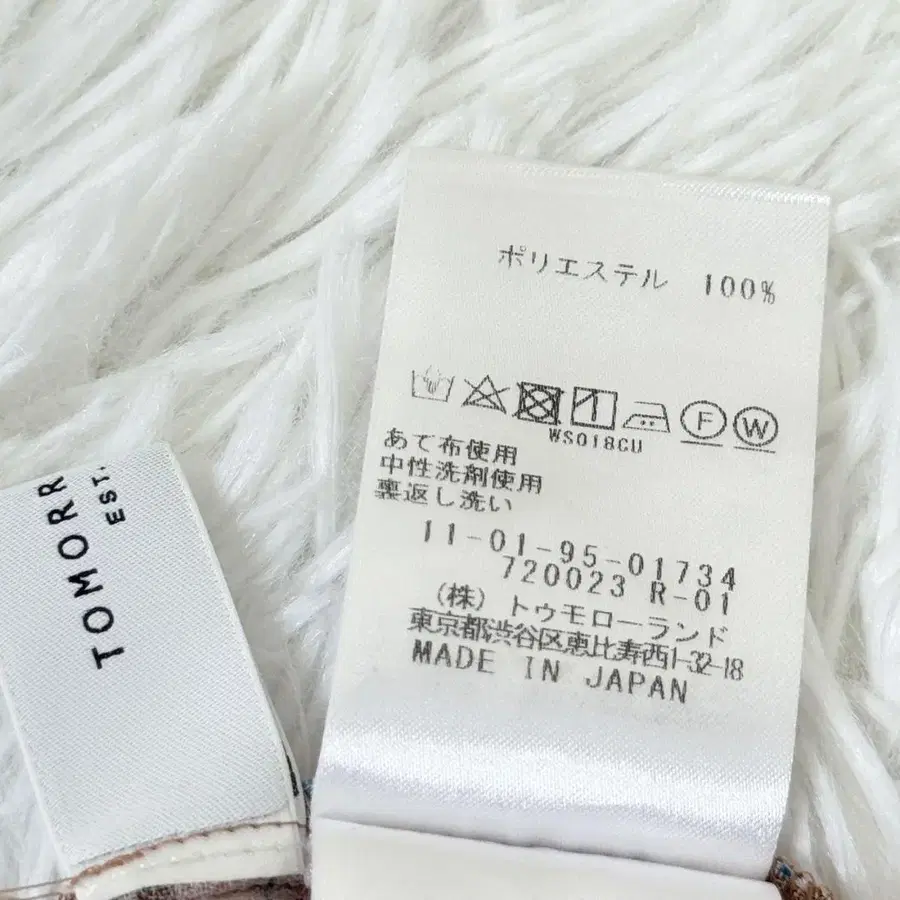 ポリエステル 100%
WS018CU
あて布使用
中性洗剤使用
裏返し洗い
11-01-95-01734
720023 R-01
(株) トゥモローランド
東京都渋谷区恵比寿西1-32-18
MADE IN JAPAN
F
W
TOMORR
EST.